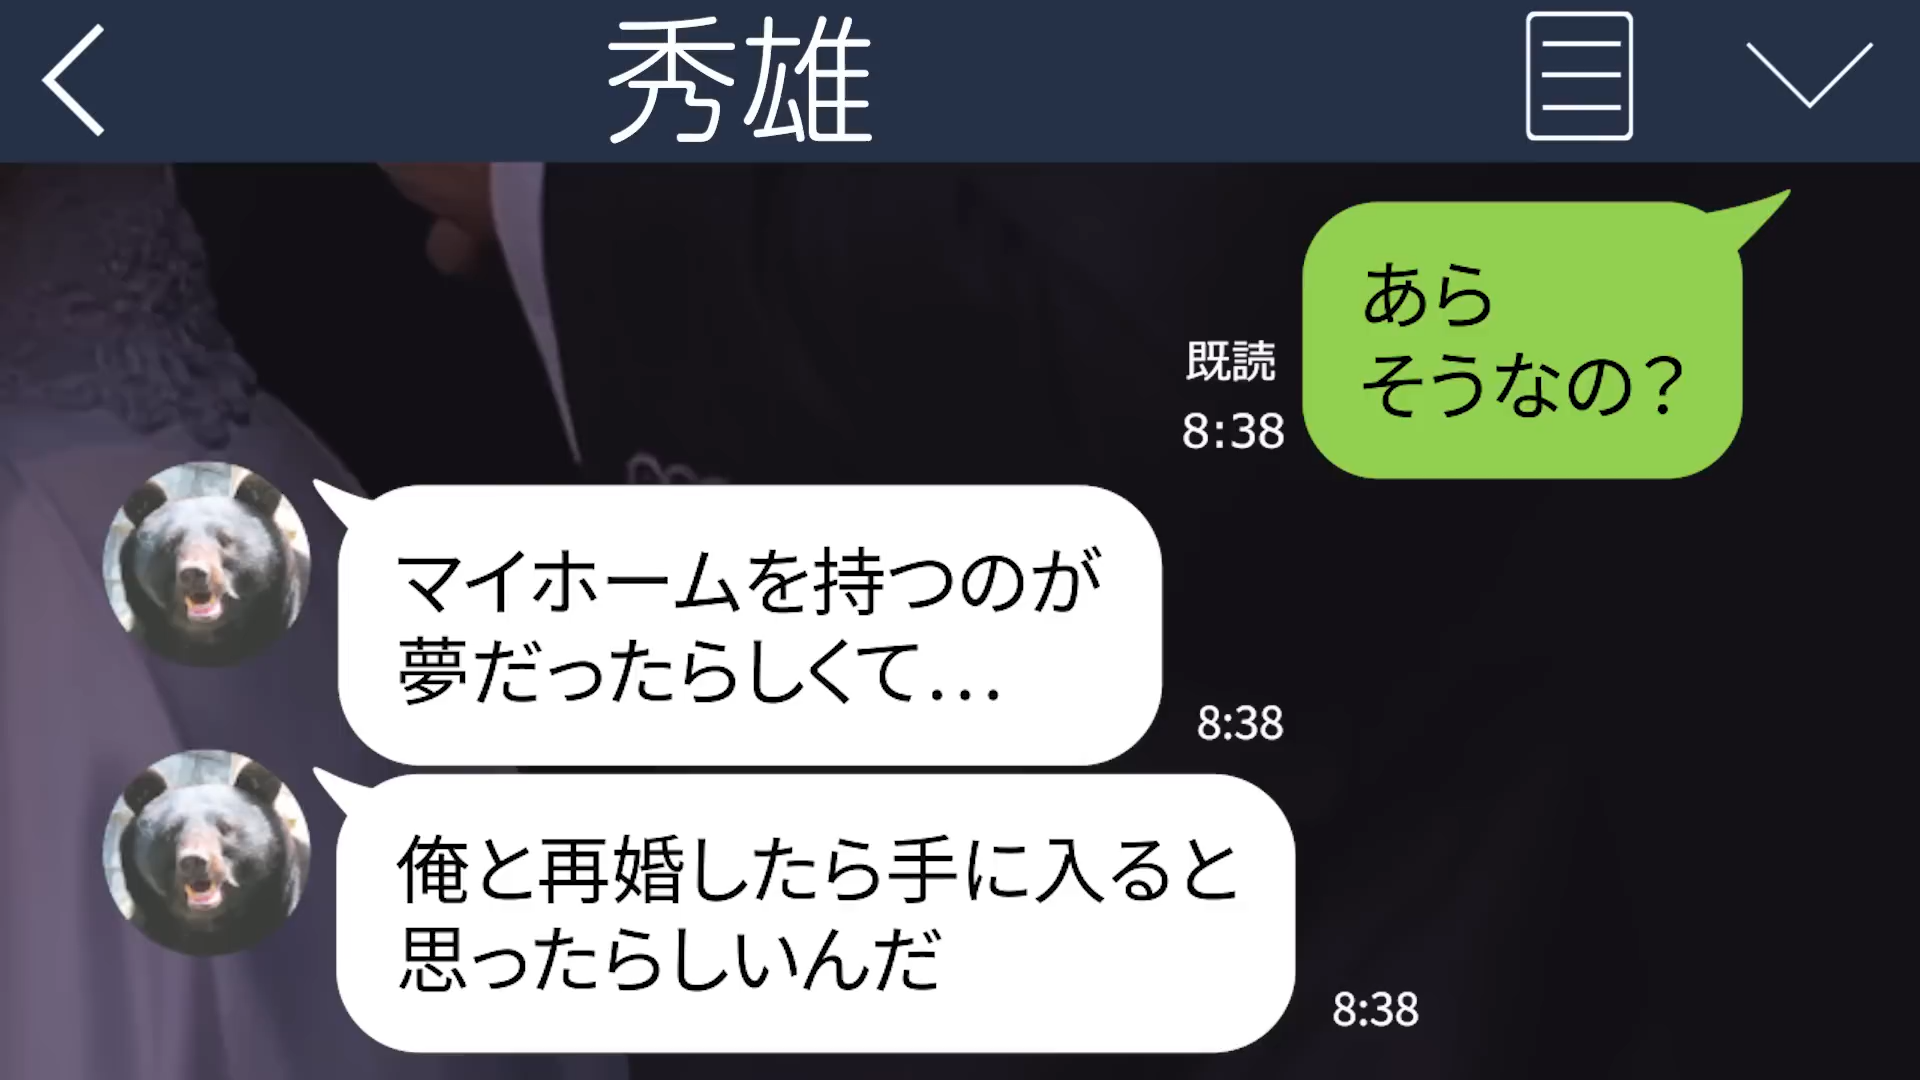 秀雄
あら
そうなの？
既読
8:38
マイホームを持つのが
夢だったらしくて…
8:38
俺と再婚したら手に入ると
思ったらしいんだ
8:38